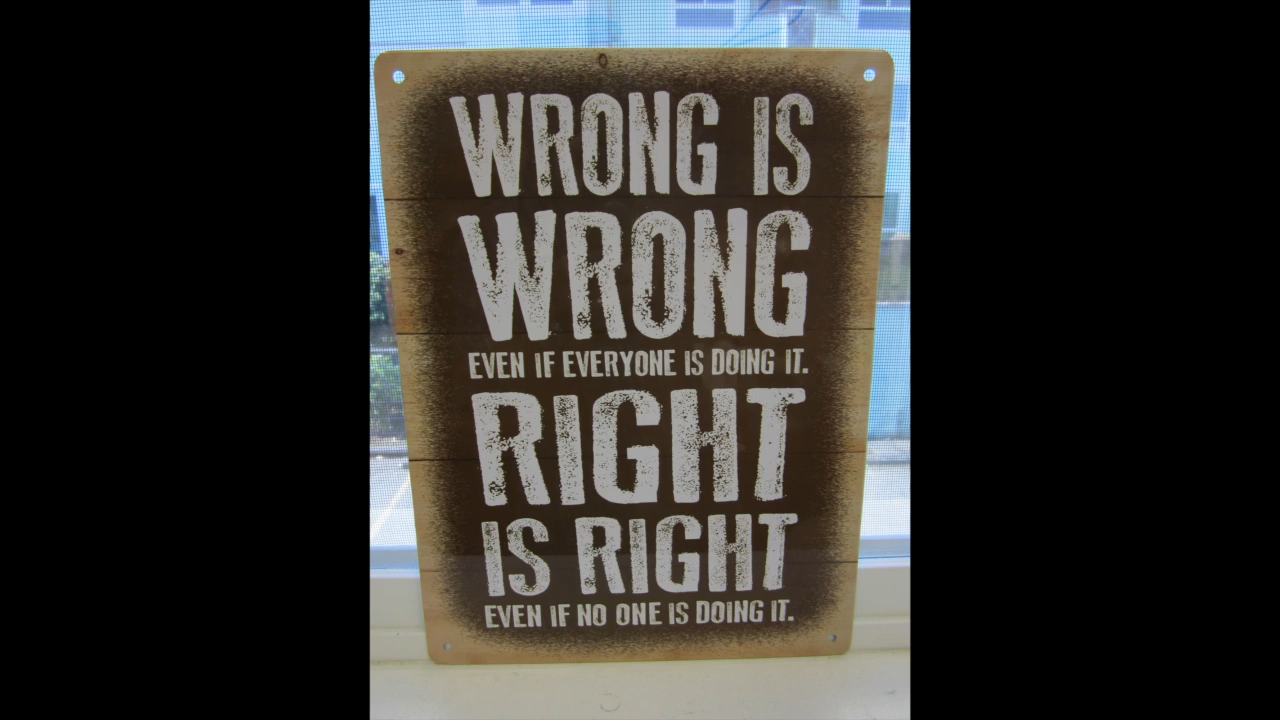 WRONG IS
WRONG
EVEN IF EVERYONE IS DOING IT.
RIGHT
IS RIGHT
EVEN IF NO ONE IS DOING IT.